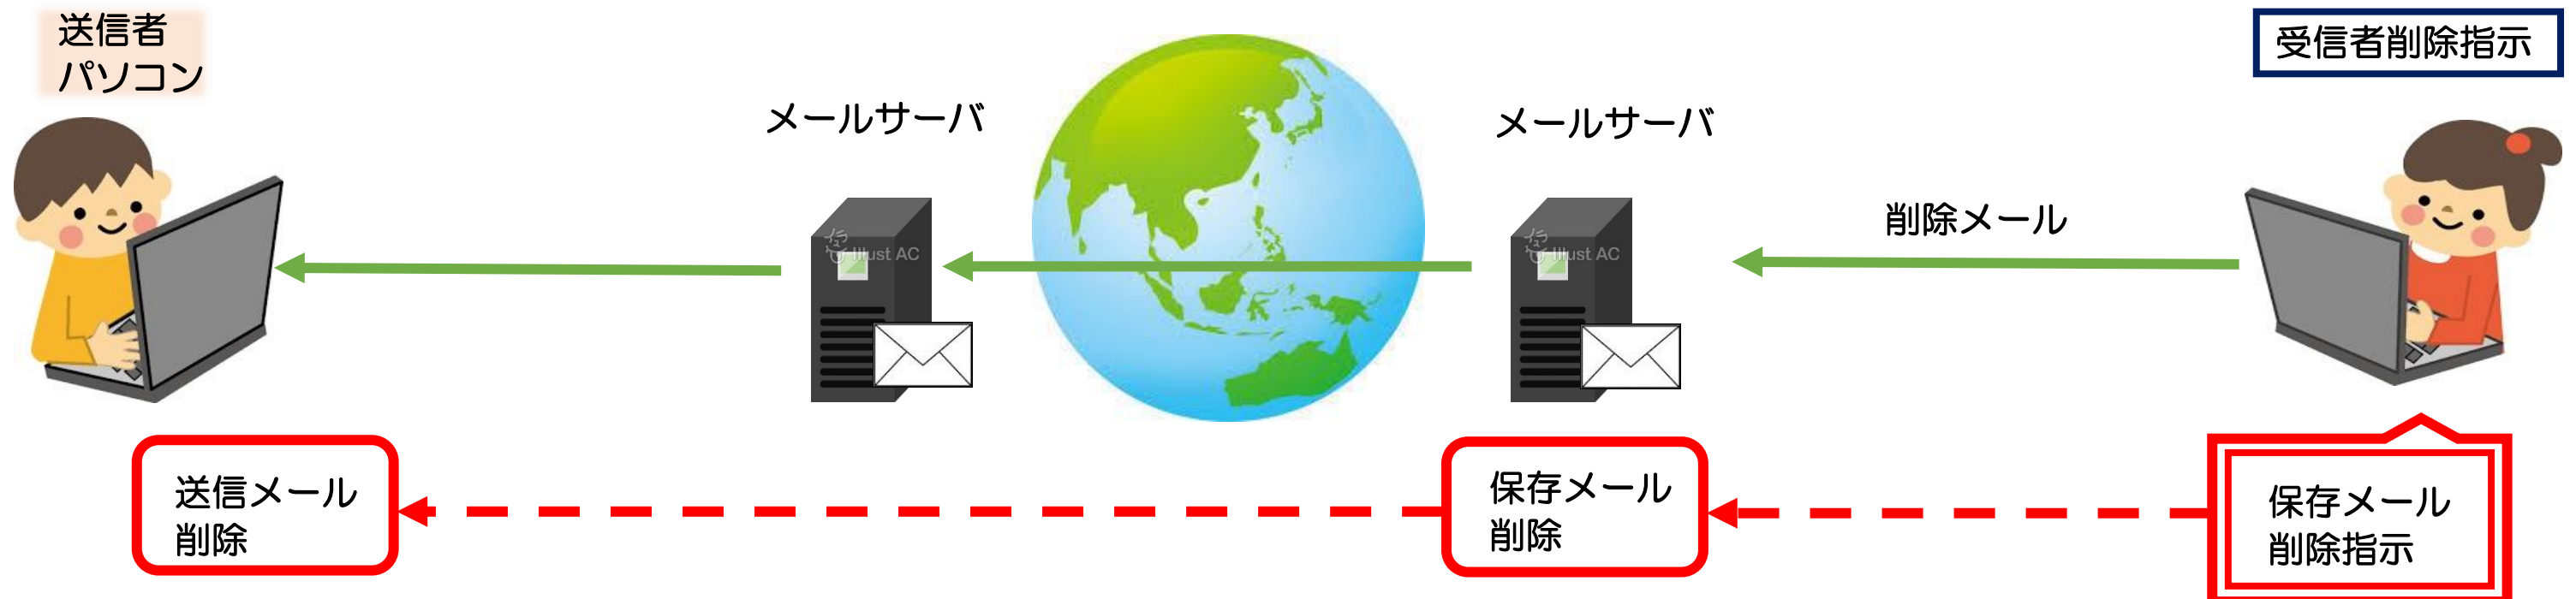 送信者
パソコン
受信者削除指示
メールサーバ
メールサーバ
削除メール
Illust AC
Illust AC
送信メール
削除
保存メール
削除
保存メール
削除指示